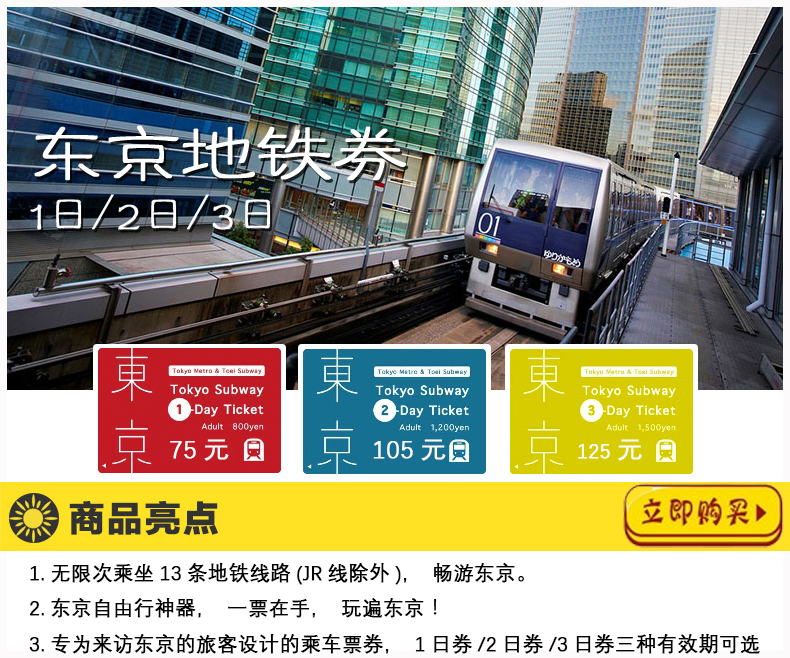 东京地铁券
1日/2日/3日
01
ゆりかもめ
東京
Tokyo Metro & Toei Subway
Tokyo Subway
1-Day Ticket
Adult 800yen
75 元
東京
Tokyo Metro & Toei Subway
Tokyo Subway
2-Day Ticket
Adult 1,200yen
105 元
東京
Tokyo Metro & Toei Subway
Tokyo Subway
3-Day Ticket
Adult 1,500yen
125 元
商品亮点
立即购买
1. 无限次乘坐 13 条地铁线路 (JR 线除外 ), 畅游东京。
2. 东京自由行神器, 一票在手, 玩遍东京！
3. 专为来访东京的旅客设计的乘车票券, 1 日券 /2 日券 /3 日券三种有效期可选